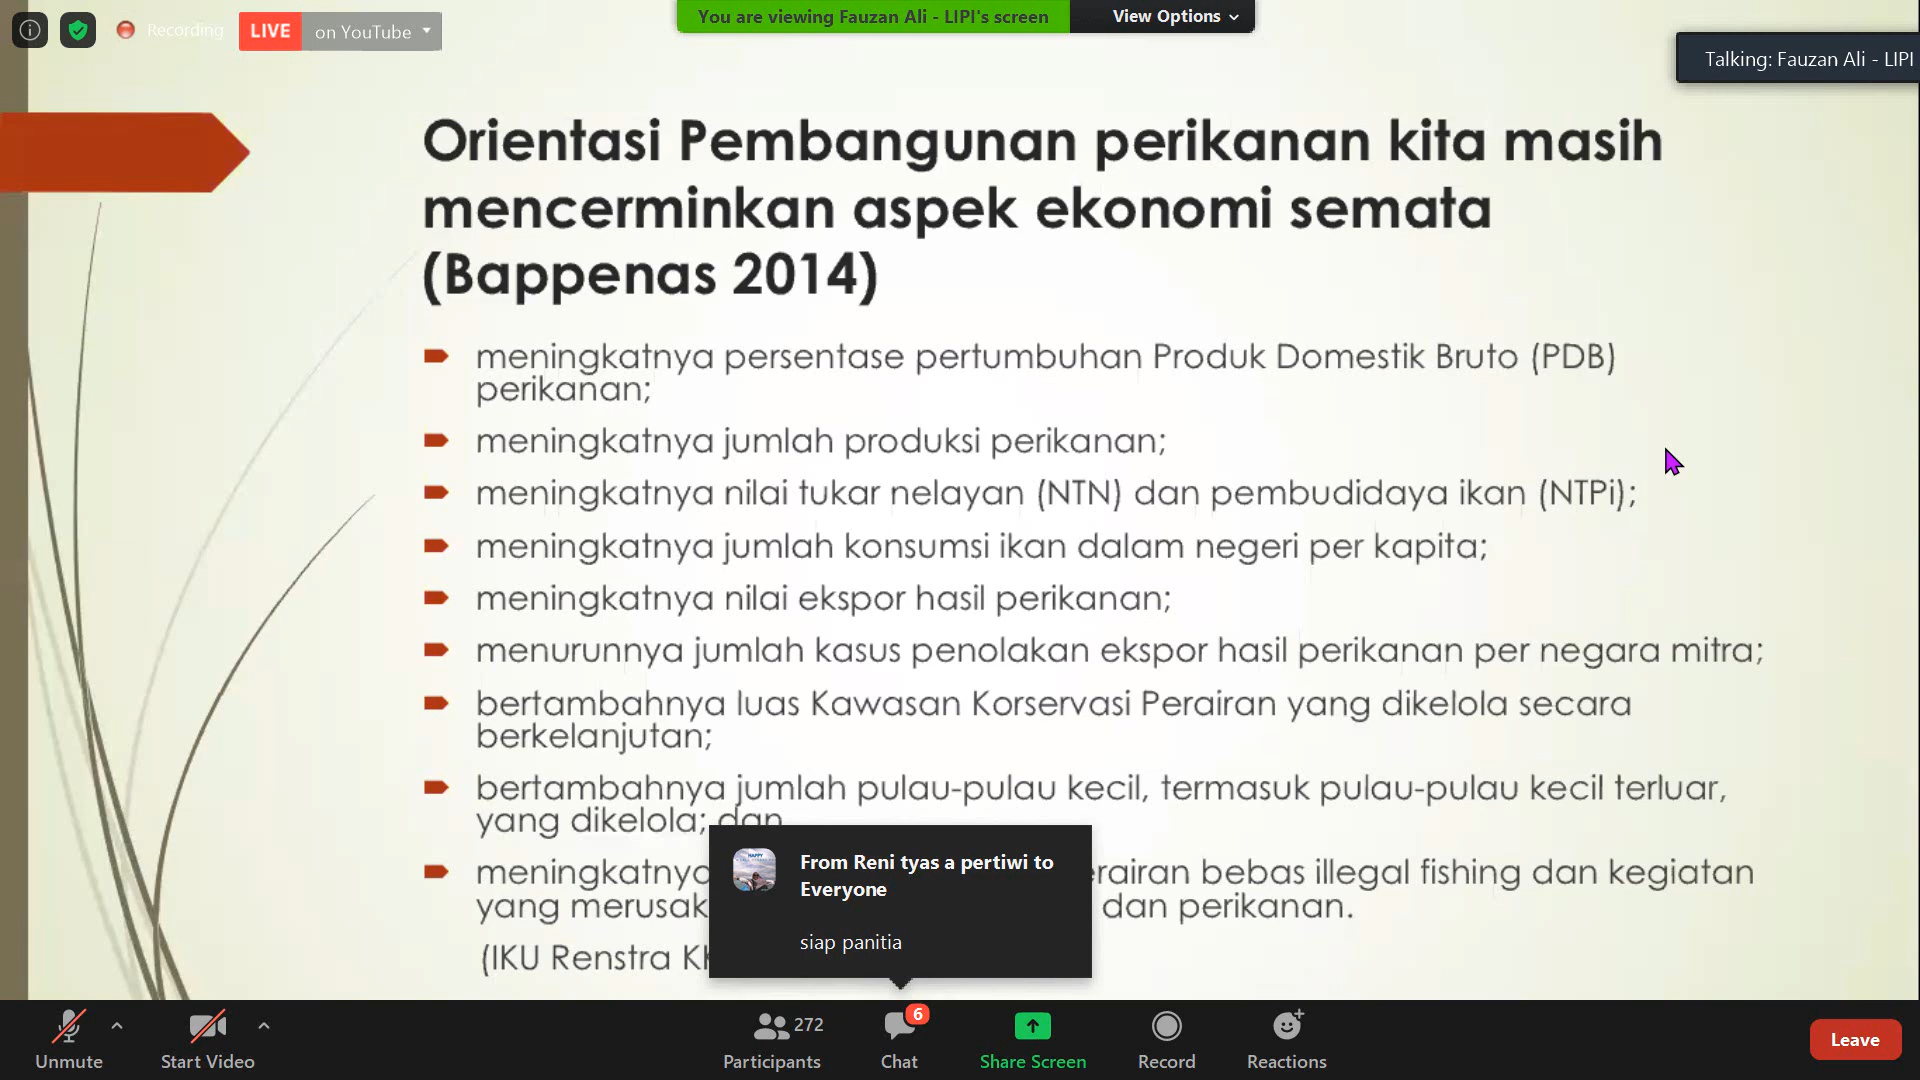 Recording
LIVE on YouTube
You are viewing Fauzan Ali - LIPI's screen
View Options
Talking: Fauzan Ali - LIPI
Orientasi Pembangunan perikanan kita masih
mencerminkan aspek ekonomi semata
(Bappenas 2014)
meningkatnya persentase pertumbuhan Produk Domestik Bruto (PDB)
perikanan;
meningkatnya jumlah produksi perikanan;
meningkatnya nilai tukar nelayan (NTN) dan pembudidaya ikan (NTPi);
meningkatnya jumlah konsumsi ikan dalam negeri per kapita;
meningkatnya nilai ekspor hasil perikanan;
menurunnya jumlah kasus penolakan ekspor hasil perikanan per negara mitra;
bertambahnya luas Kawasan Korservasi Perairan yang dikelola secara
berkelanjutan;
bertambahnya jumlah pulau-pulau kecil, termasuk pulau-pulau kecil terluar,
yang dikelola; dan
meningkatnya bebas illegal fishing dan kegiatan
yang merusak dan perikanan.
(IKU Renstra
From Reni tyas a pertiwi to
Everyone
siap panitia
Unmute
Start Video
272
Participants
6
Chat
Share Screen
Record
Reactions
Leave